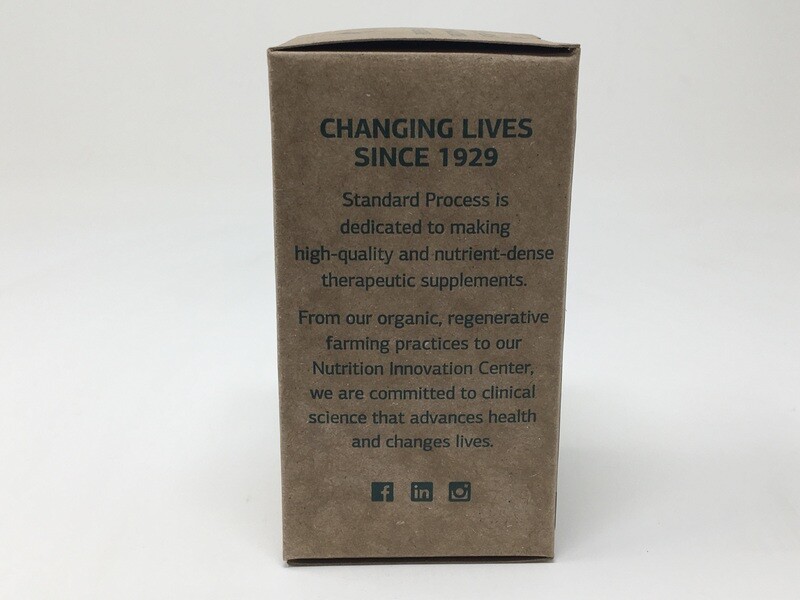 CHANGING LIVES
SINCE 1929
Standard Process is
dedicated to making
high-quality and nutrient-dense
therapeutic supplements.
From our organic, regenerative
farming practices to our
Nutrition Innovation Center,
we are committed to clinical
science that advances health
and changes lives.